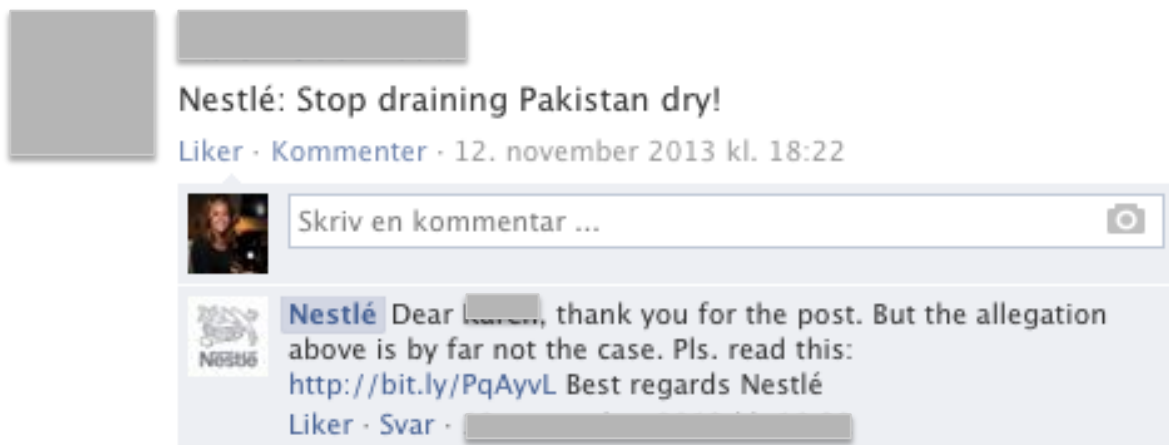 Nestlé: Stop draining Pakistan dry!
Liker · Kommenter · 12. november 2013 kl. 18:22
Skriv en kommentar ...
Nestlé
Nestlé Dear , thank you for the post. But the allegation
above is by far not the case. Pls. read this:
http://bit.ly/PqAyvL Best regards Nestlé
Liker · Svar ·